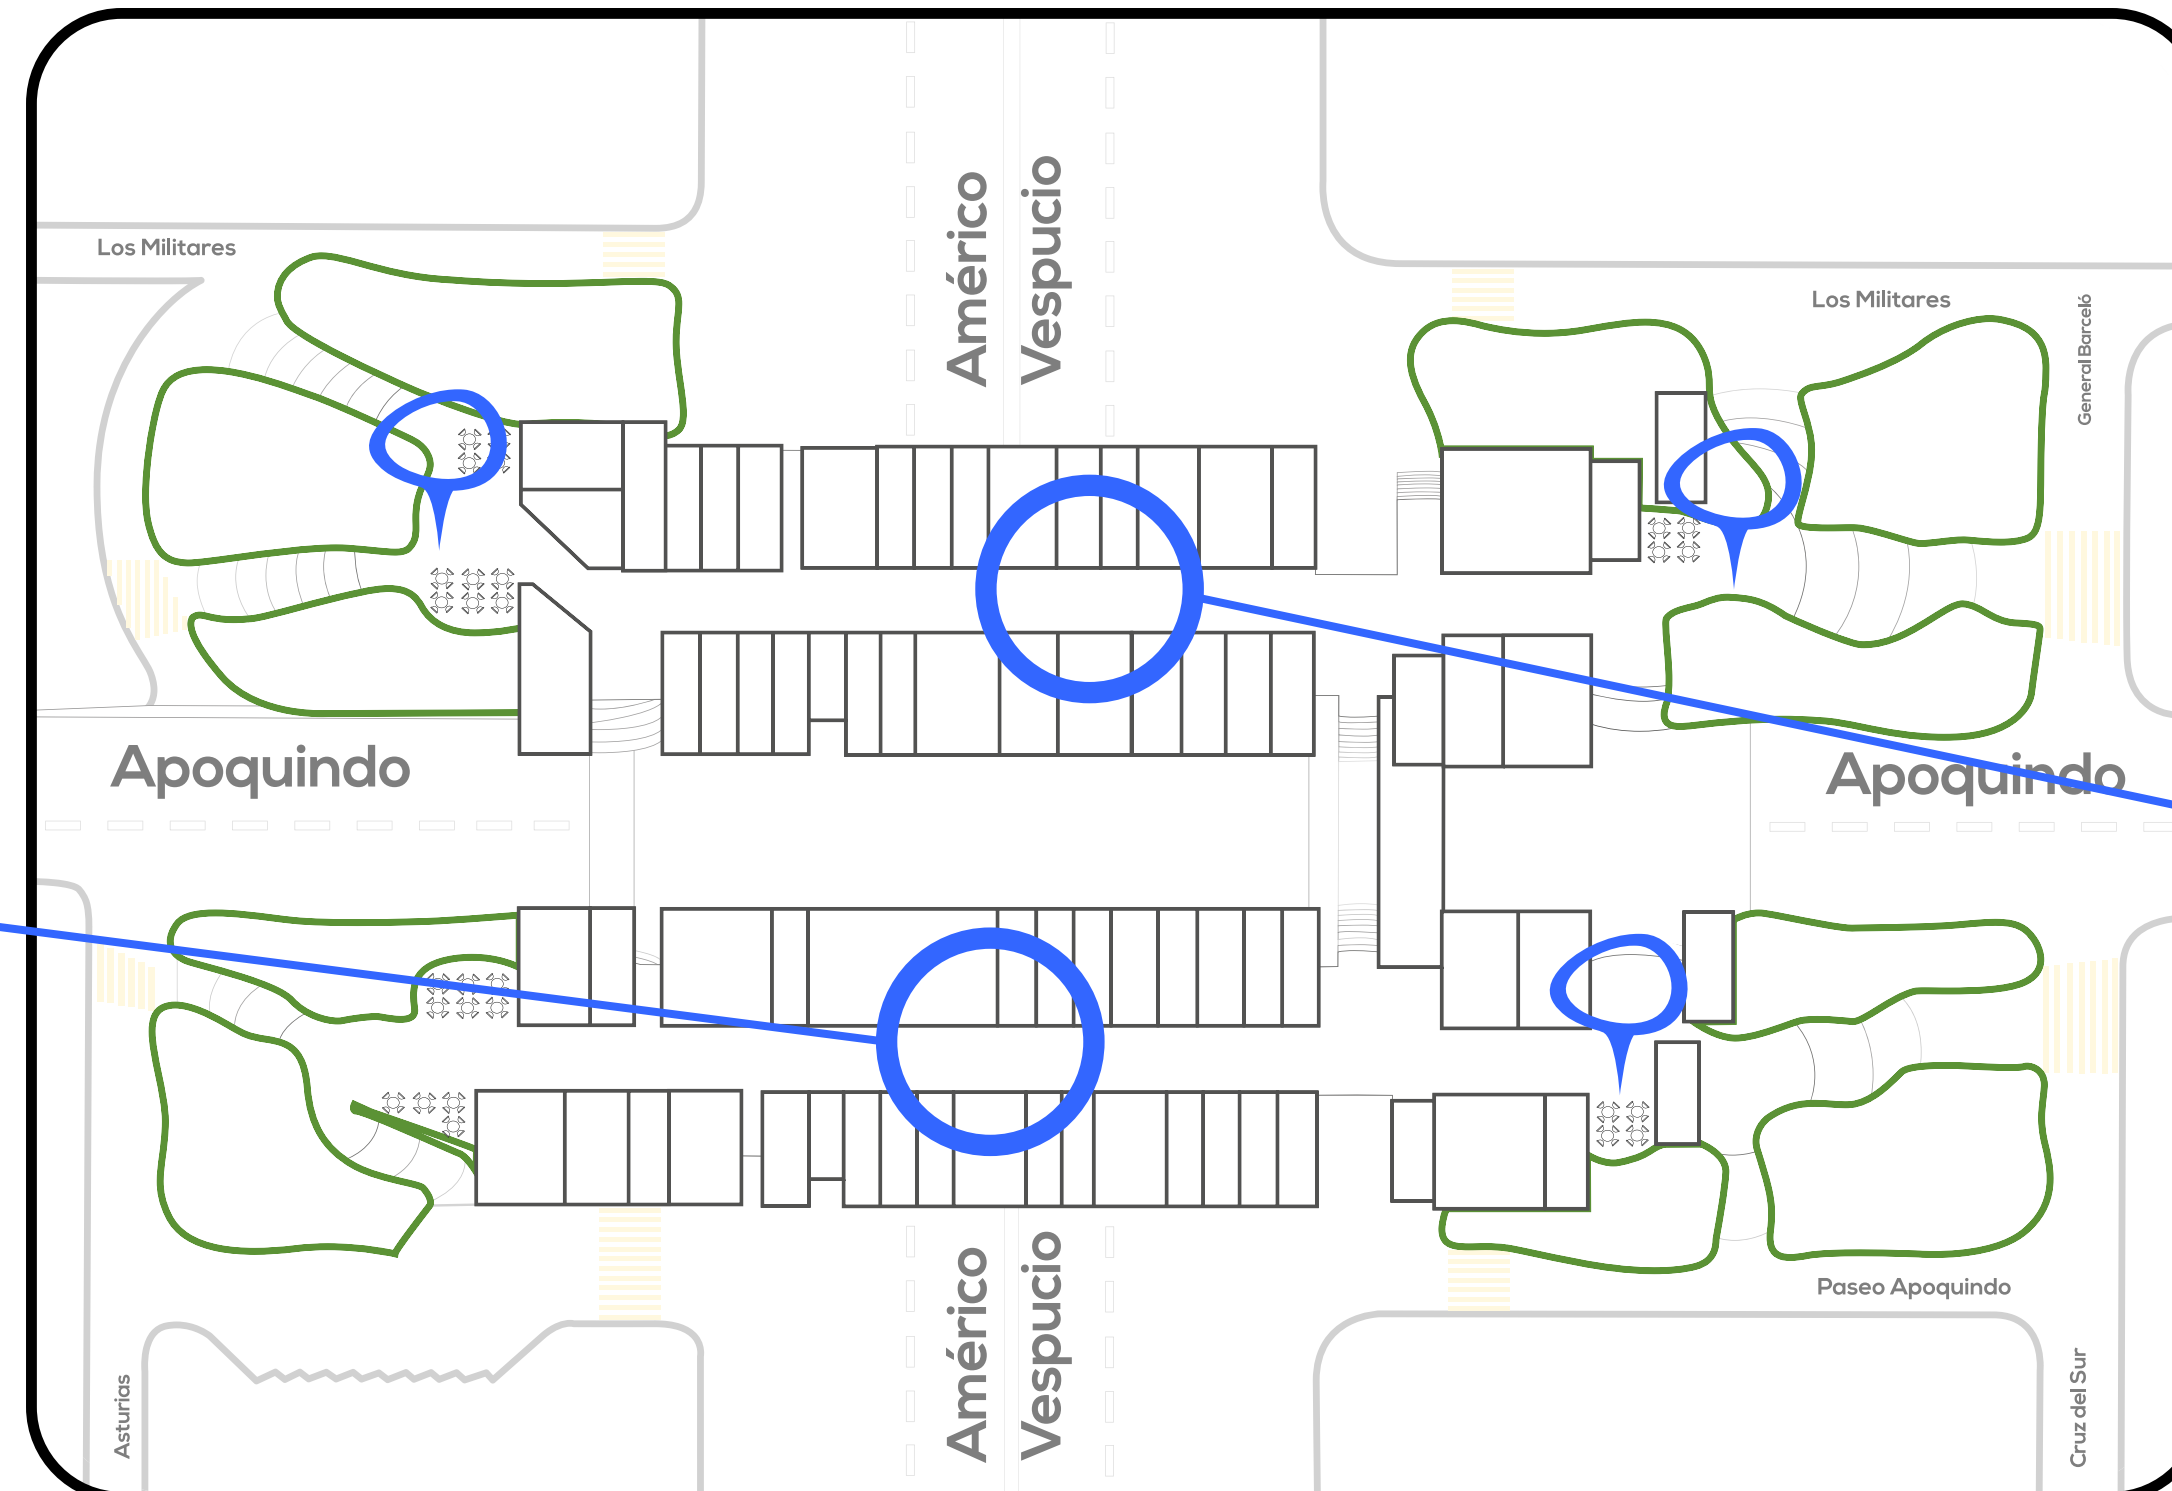 Américo
Vespucio
Los Militares
Los Militares
General Barceló
Apoquindo
Apoquindo
Américo
Vespucio
Paseo Apoquindo
Asturias
Cruz del Sur